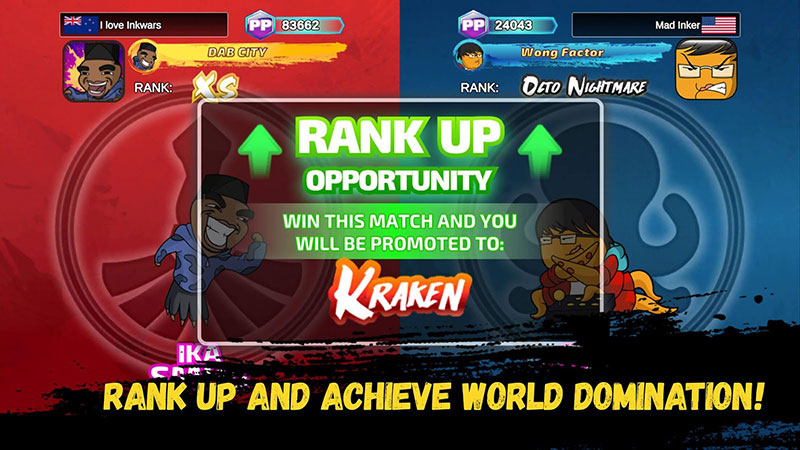 I love Inkwars
PP 83662
PP 24043
Mad Inker
DAB CITY
Wong Factor
RANK: XS
RANK: OCTO NIGHTMARE
RANK UP
OPPORTUNITY
WIN THIS MATCH AND YOU
WILL BE PROMOTED TO:
KRAKEN
IKA
RANK UP AND ACHIEVE WORLD DOMINATION!